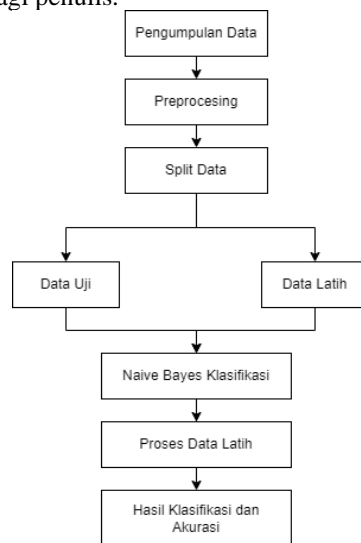 agi penulis.
Pengumpulan Data
Preprocesing
Split Data
Data Uji
Data Latih
Naive Bayes Klasifikasi
Proses Data Latih
Hasil Klasifikasi dan
Akurasi